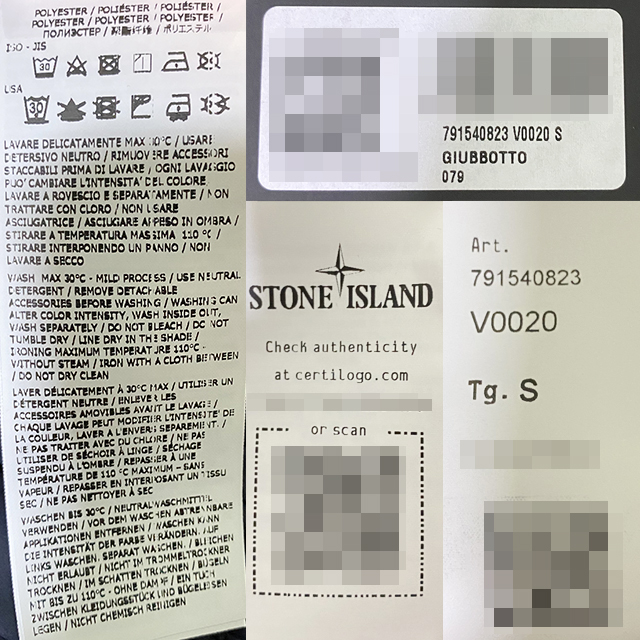 POLYESTER / POLIÉSTER / POLIESTER /
POLYESTER / POLYESTER / POLIESTER /
POLYESTER / POLYESTER / POLYESTER /
ПОЛИЭСТЕР / 聚酯纤维 / ポリエステル
ISO - JIS
30
USA
30
LAVARE DELICATAMENTE MAX 30°C / USARE
DETERSIVO NEUTRO / RIMUOVERE ACCESSORI
STACCABILI PRIMA DI LAVARE / OGNI LAVAGGIO
PUO' CAMBIARE L'INTENSITA' DEL COLORE,
LAVARE A ROVESCIO E SEPARATAMENTE / NON
TRATTARE CON CLORO / NON USARE
ASCIUGATRICE / ASCIUGARE APPESO IN OMBRA /
STIRARE A TEMPERATURA MASSIMA 110 °C /
STIRARE INTERPONENDO UN PANNO / NON
LAVARE A SECCO
WASH MAX 30°C - MILD PROCESS / USE NEUTRAL
DETERGENT / REMOVE DETACHABLE
ACCESSORIES BEFORE WASHING / WASHING CAN
ALTER COLOR INTENSITY, WASH INSIDE OUT,
WASH SEPARATELY / DO NOT BLEACH / DO NOT
TUMBLE DRY / LINE DRY IN THE SHADE /
IRONING MAXIMUM TEMPERATURE 110°C -
WITHOUT STEAM / IRON WITH A CLOTH BETWEEN
/ DO NOT DRY CLEAN
LAVER DÉLICATEMENT À 30°C MAX / UTILISER UN
DÉTERGENT NEUTRE / ENLEVER LES
ACCESSOIRES AMOVIBLES AVANT LE LAVAGE /
CHAQUE LAVAGE PEUT MODIFIER L'INTENSITÉ DE
LA COULEUR, LAVER A L'ENVERS SEPAREMENT. /
NE PAS TRAITER AVEC DU CHLORE / NE PAS
UTILISER DE SÉCHOIR À LINGE / SÉCHAGE
SUSPENDU À L'OMBRE / REPASSER À UNE
TEMPÉRATURE DE 110 °C MAXIMUM - SANS
VAPEUR / REPASSER EN INTERPOSANT UN TISSU
SEC / NE PAS NETTOYER À SEC
WASCHEN BIS 30°C / NEUTRALWASCHMITTEL
VERWENDEN / VOR DEM WASCHEN ABTRENNBARE
APPLIKATIONEN ENTFERNEN / WASCHEN KANN
DIE INTENSITÄT DER FARBE VERÄNDERN. AUF
LINKS WASCHEN, SEPARAT WASCHEN. / BLEICHEN
NICHT ERLAUBT / NICHT IM TROMMELTROCKNER
TROCKNEN / IM SCHATTEN TROCKNEN / BÜGELN
MIT BIS ZU 110°C - OHNE DAMPF / EIN TUCH
ZWISCHEN KLEIDUNGSSTÜCK UND BÜGELEISEN
LEGEN / NICHT CHEMISCH REINIGEN
791540823 V0020 S
GIUBBOTTO
079
STONE ISLAND
Check authenticity
at certilogo.com
or scan
Art.
791540823
V0020
Tg. S